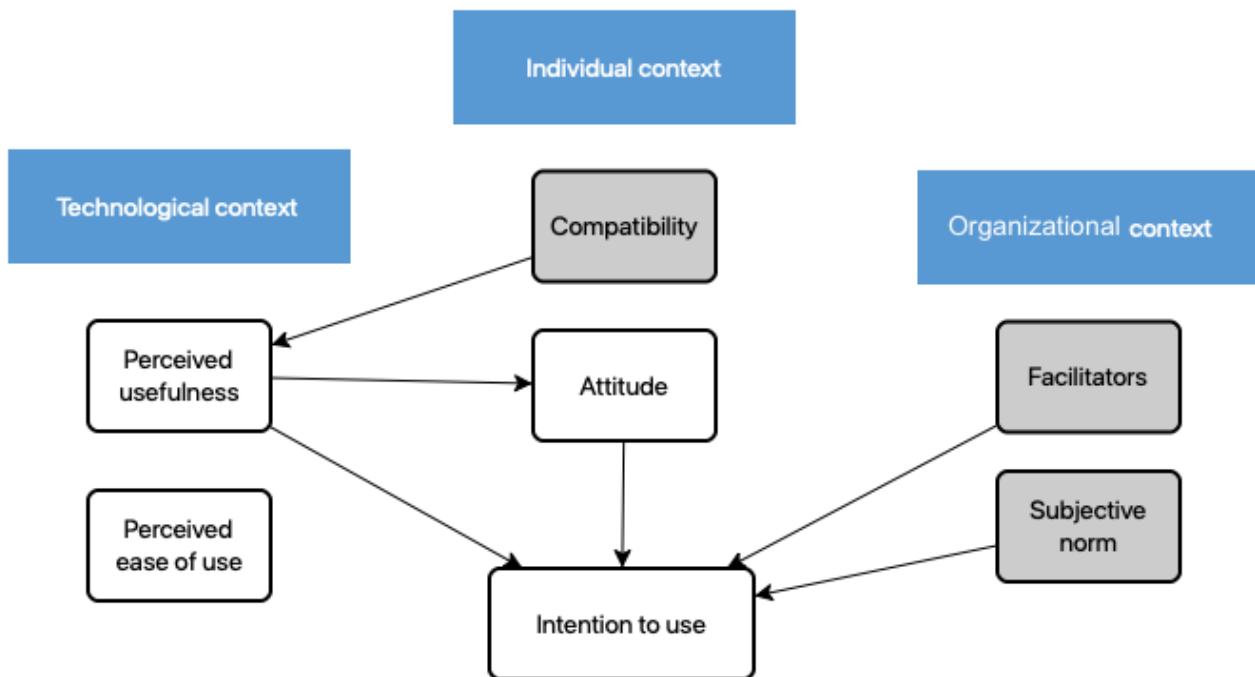 Individual context
Technological context
Compatibility
Organizational context
Perceived
usefulness
Attitude
Facilitators
Perceived
ease of use
Subjective
norm
Intention to use